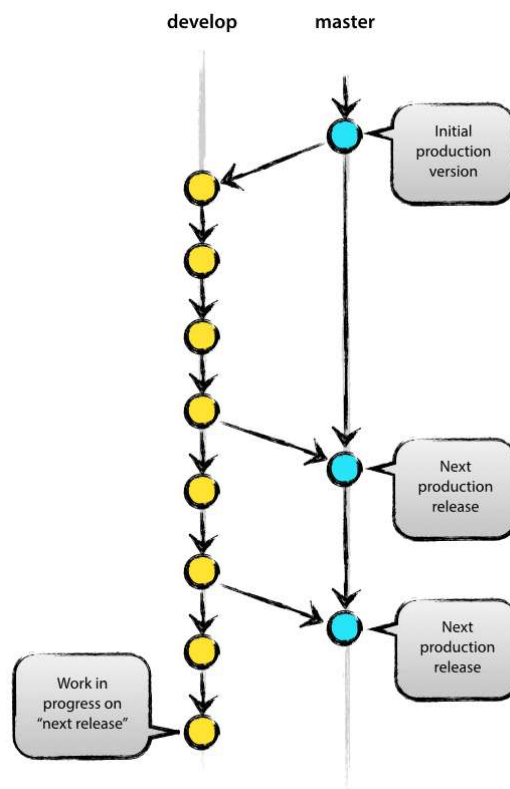 develop master
Initial
production
version
Next
production
release
Next
production
release
Work in
progress on
“next release”